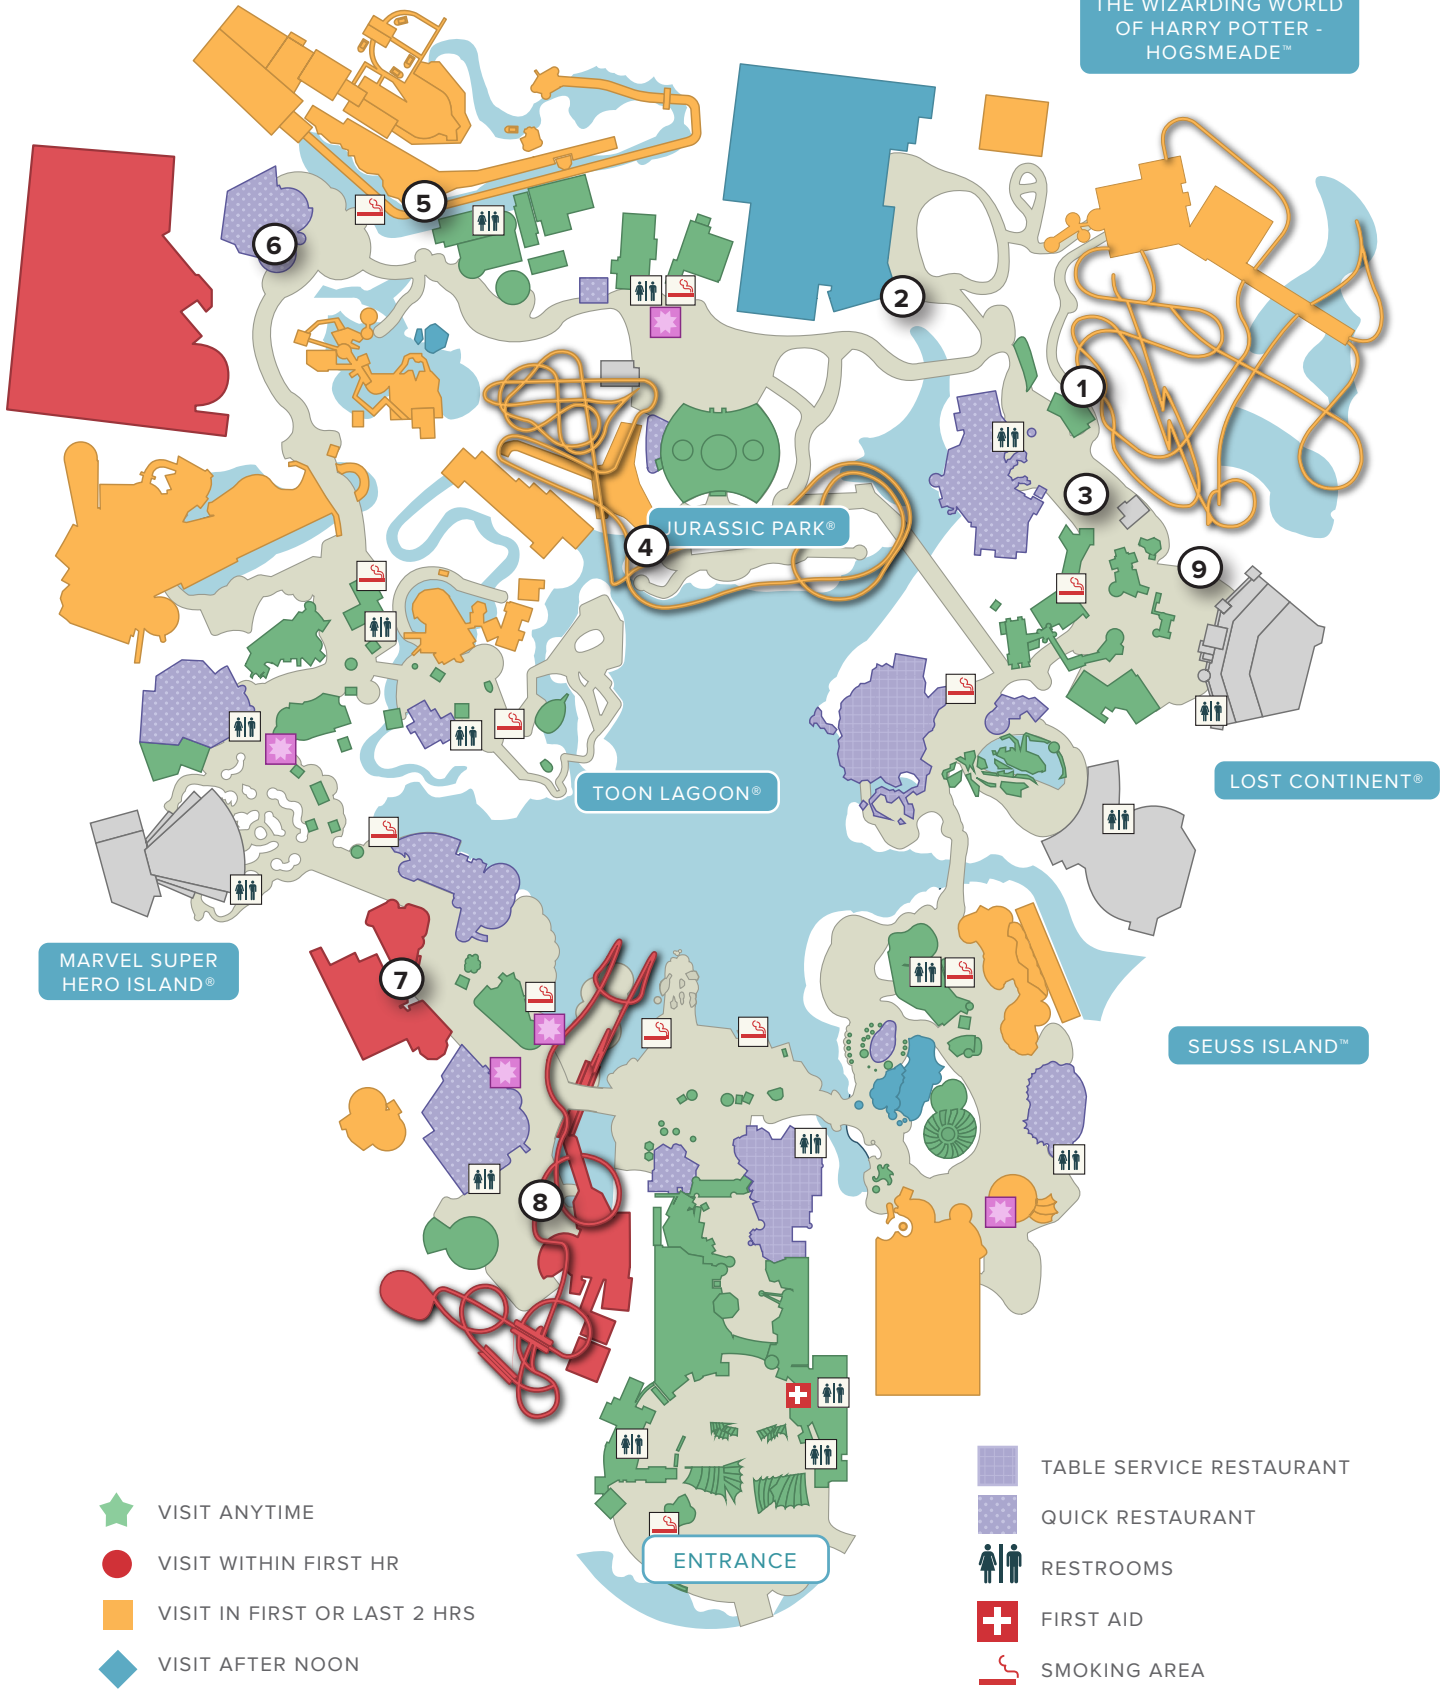 THE WIZARDING WORLD
OF HARRY POTTER -
HOGSMEADE™
5
6
2
1
3
JURASSIC PARK®
4
9
TOON LAGOON®
LOST CONTINENT®
MARVEL SUPER
HERO ISLAND®
7
SEUSS ISLAND™
8
ENTRANCE
VISIT ANYTIME
VISIT WITHIN FIRST HR
VISIT IN FIRST OR LAST 2 HRS
VISIT AFTER NOON
TABLE SERVICE RESTAURANT
QUICK RESTAURANT
RESTROOMS
FIRST AID
SMOKING AREA